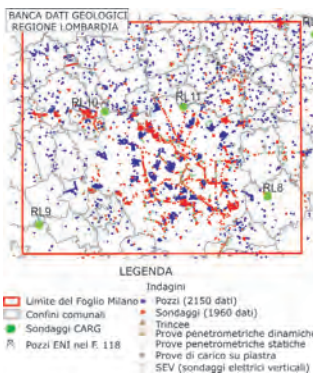 BANCA DATI GEOLOGICI
REGIONE LOMBARDIA
RL10
RL11
RL8
RL9
LEGENDA
Indagini
Limite del Foglio Milano
Confini comunali
Sondaggi CARG
Pozzi ENI nel F. 118
Pozzi (2150 dati)
Sondaggi (1960 dati)
Trincee
Prove penetrometriche dinamiche
Prove penetrometriche statiche
Prove di carico su piastra
SEV (sondaggi elettrici verticali)